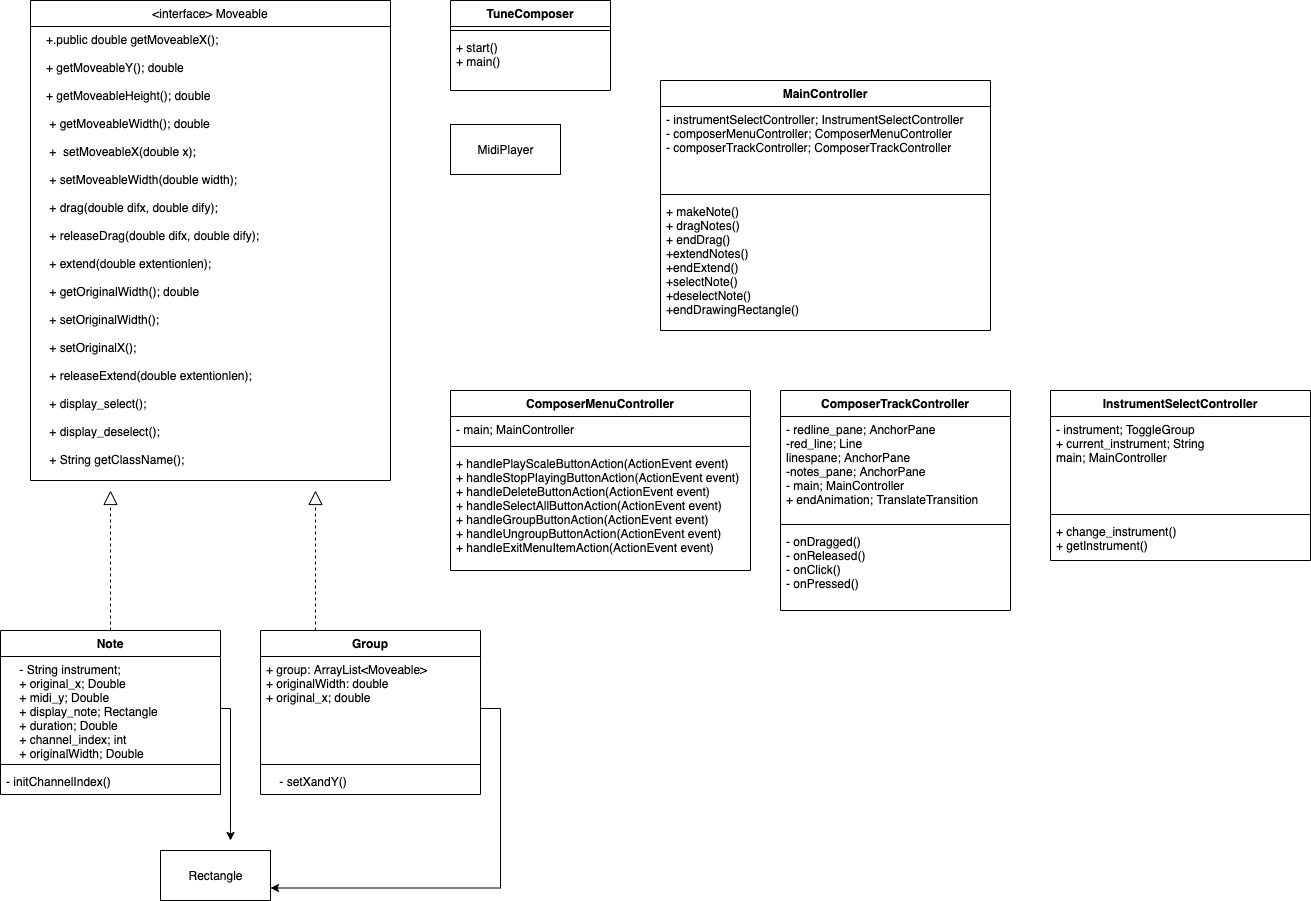 <interface> Moveable
+.public double getMoveableX();
+ getMoveableY(); double
+ getMoveableHeight(); double
+ getMoveableWidth(); double
+ setMoveableX(double x);
+ setMoveableWidth(double width);
+ drag(double difx, double dify);
+ releaseDrag(double difx, double dify);
+ extend(double extentionlen);
+ getOriginalWidth(); double
+ setOriginalWidth();
+ setOriginalX();
+ releaseExtend(double extentionlen);
+ display_select();
+ display_deselect();
+ String getClassName();
TuneComposer
+ start()
+ main()
MidiPlayer
MainController
- instrumentSelectController; InstrumentSelectController
- composerMenuController; ComposerMenuController
- composerTrackController; ComposerTrackController
+ makeNote()
+ dragNotes()
+ endDrag()
+extendNotes()
+endExtend()
+selectNote()
+deselectNote()
+endDrawingRectangle()
ComposerMenuController
- main; MainController
+ handlePlayScaleButtonAction(ActionEvent event)
+ handleStopPlayingButtonAction(ActionEvent event)
+ handleDeleteButtonAction(ActionEvent event)
+ handleSelectAllButtonAction(ActionEvent event)
+ handleGroupButtonAction(ActionEvent event)
+ handleUngroupButtonAction(ActionEvent event)
+ handleExitMenuItemAction(ActionEvent event)
ComposerTrackController
- redline_pane; AnchorPane
-red_line; Line
linespane; AnchorPane
-notes_pane; AnchorPane
- main; MainController
+ endAnimation; TranslateTransition
- onDragged()
- onReleased()
- onClick()
- onPressed()
InstrumentSelectController
- instrument; ToggleGroup
+ current_instrument; String
main; MainController
+ change_instrument()
+ getInstrument()
Note
- String instrument;
+ original_x; Double
+ midi_y; Double
+ display_note; Rectangle
+ duration; Double
+ channel_index; int
+ originalWidth; Double
- initChannelIndex()
Group
+ group: ArrayList<Moveable>
+ originalWidth: double
+ original_x; double
- setXandY()
Rectangle